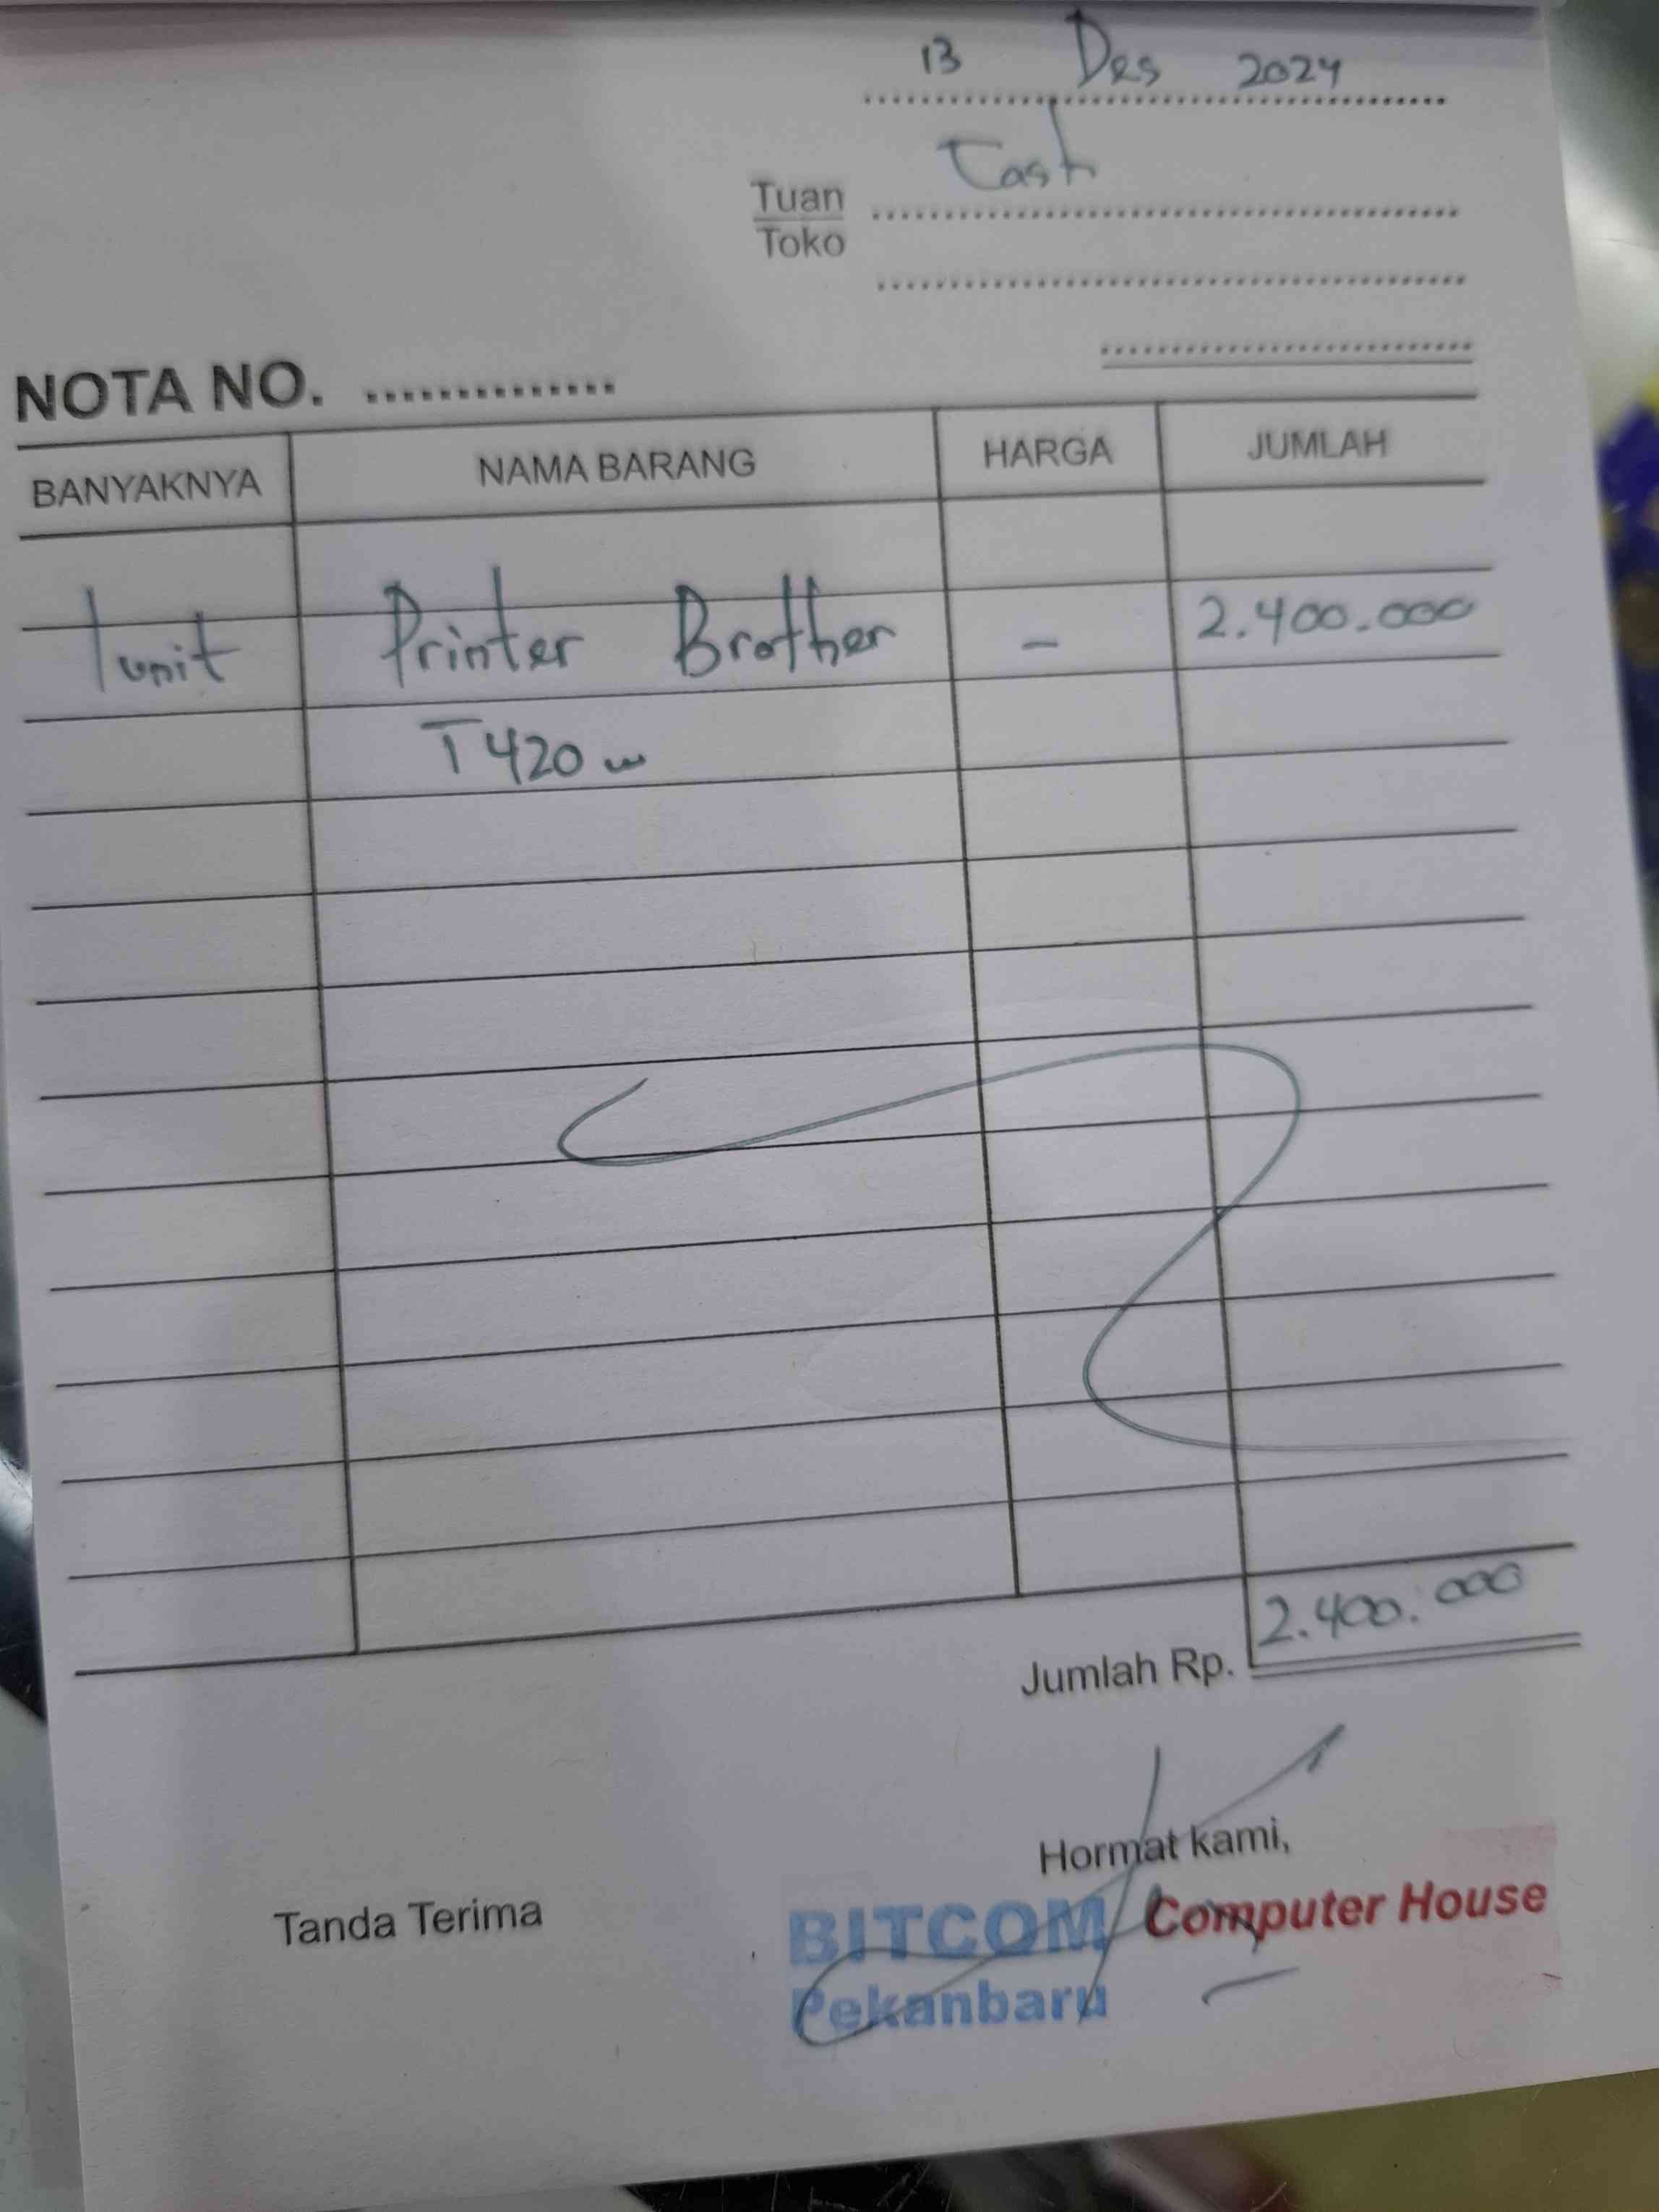 13 Des 2024
Tuan Cash
Toko
NOTA NO.
BANYAKNYA NAMA BARANG HARGA JUMLAH
1 unit Printer Brother - 2.400.000
T420w
Jumlah Rp. 2.400.000
Hormat kami,
Tanda Terima BITCOM Computer House
Pekanbaru